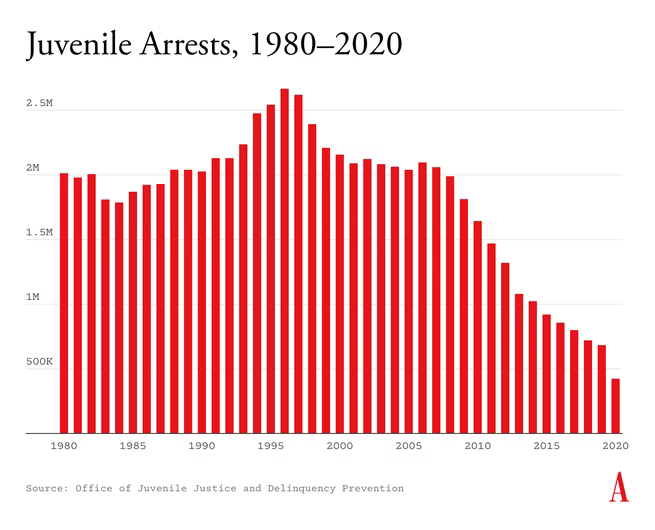 Juvenile Arrests, 1980–2020
2.5M
2M
1.5M
1M
500K
1980 1985 1990 1995 2000 2005 2010 2015 2020
Source: Office of Juvenile Justice and Delinquency Prevention
A